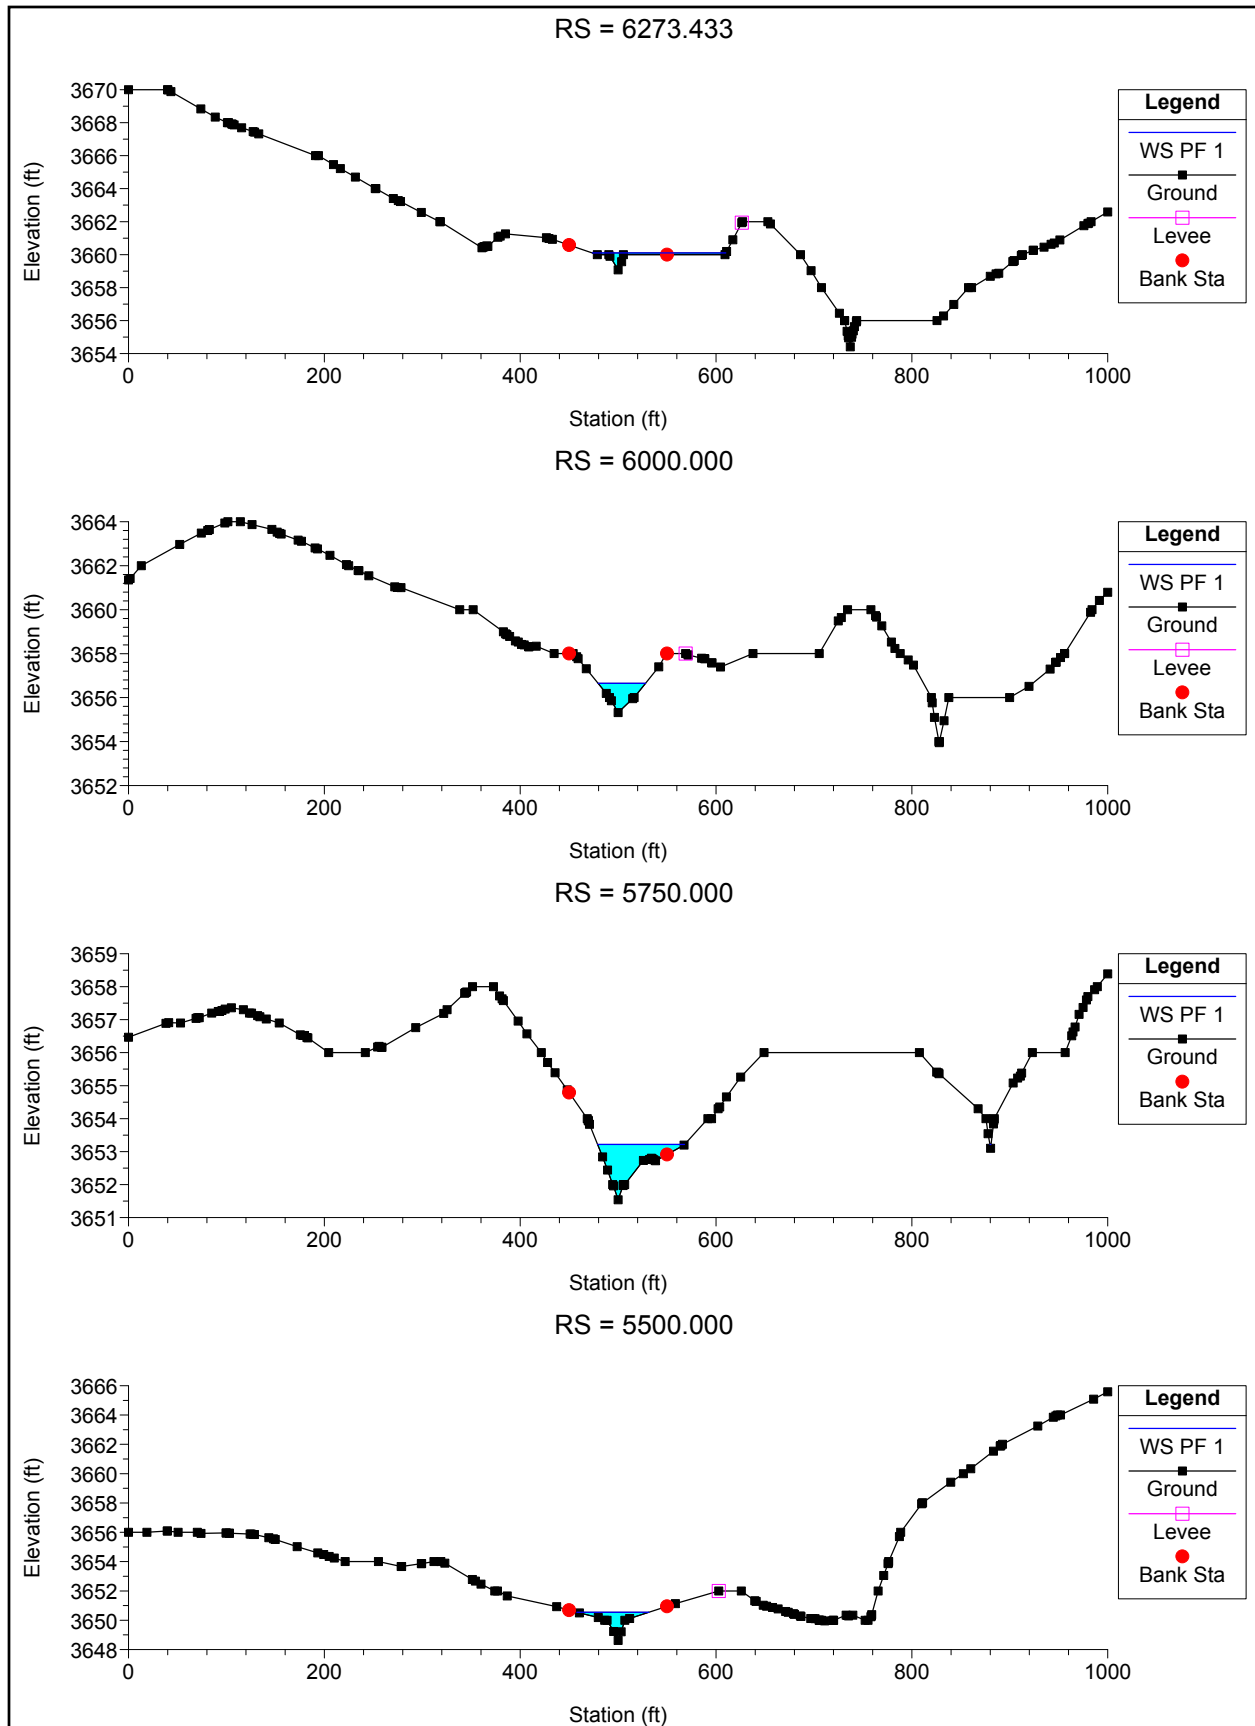 RS = 6273.433
3670
3668
3666
3664
3662
3660
3658
3656
3654
Elevation (ft)
0 200 400 600 800 1000
Station (ft)
Legend
WS PF 1
Ground
Levee
Bank Sta
RS = 6000.000
3664
3662
3660
3658
3656
3654
3652
Elevation (ft)
0 200 400 600 800 1000
Station (ft)
Legend
WS PF 1
Ground
Levee
Bank Sta
RS = 5750.000
3659
3658
3657
3656
3655
3654
3653
3652
3651
Elevation (ft)
0 200 400 600 800 1000
Station (ft)
Legend
WS PF 1
Ground
Bank Sta
RS = 5500.000
3666
3664
3662
3660
3658
3656
3654
3652
3650
3648
Elevation (ft)
0 200 400 600 800 1000
Station (ft)
Legend
WS PF 1
Ground
Levee
Bank Sta